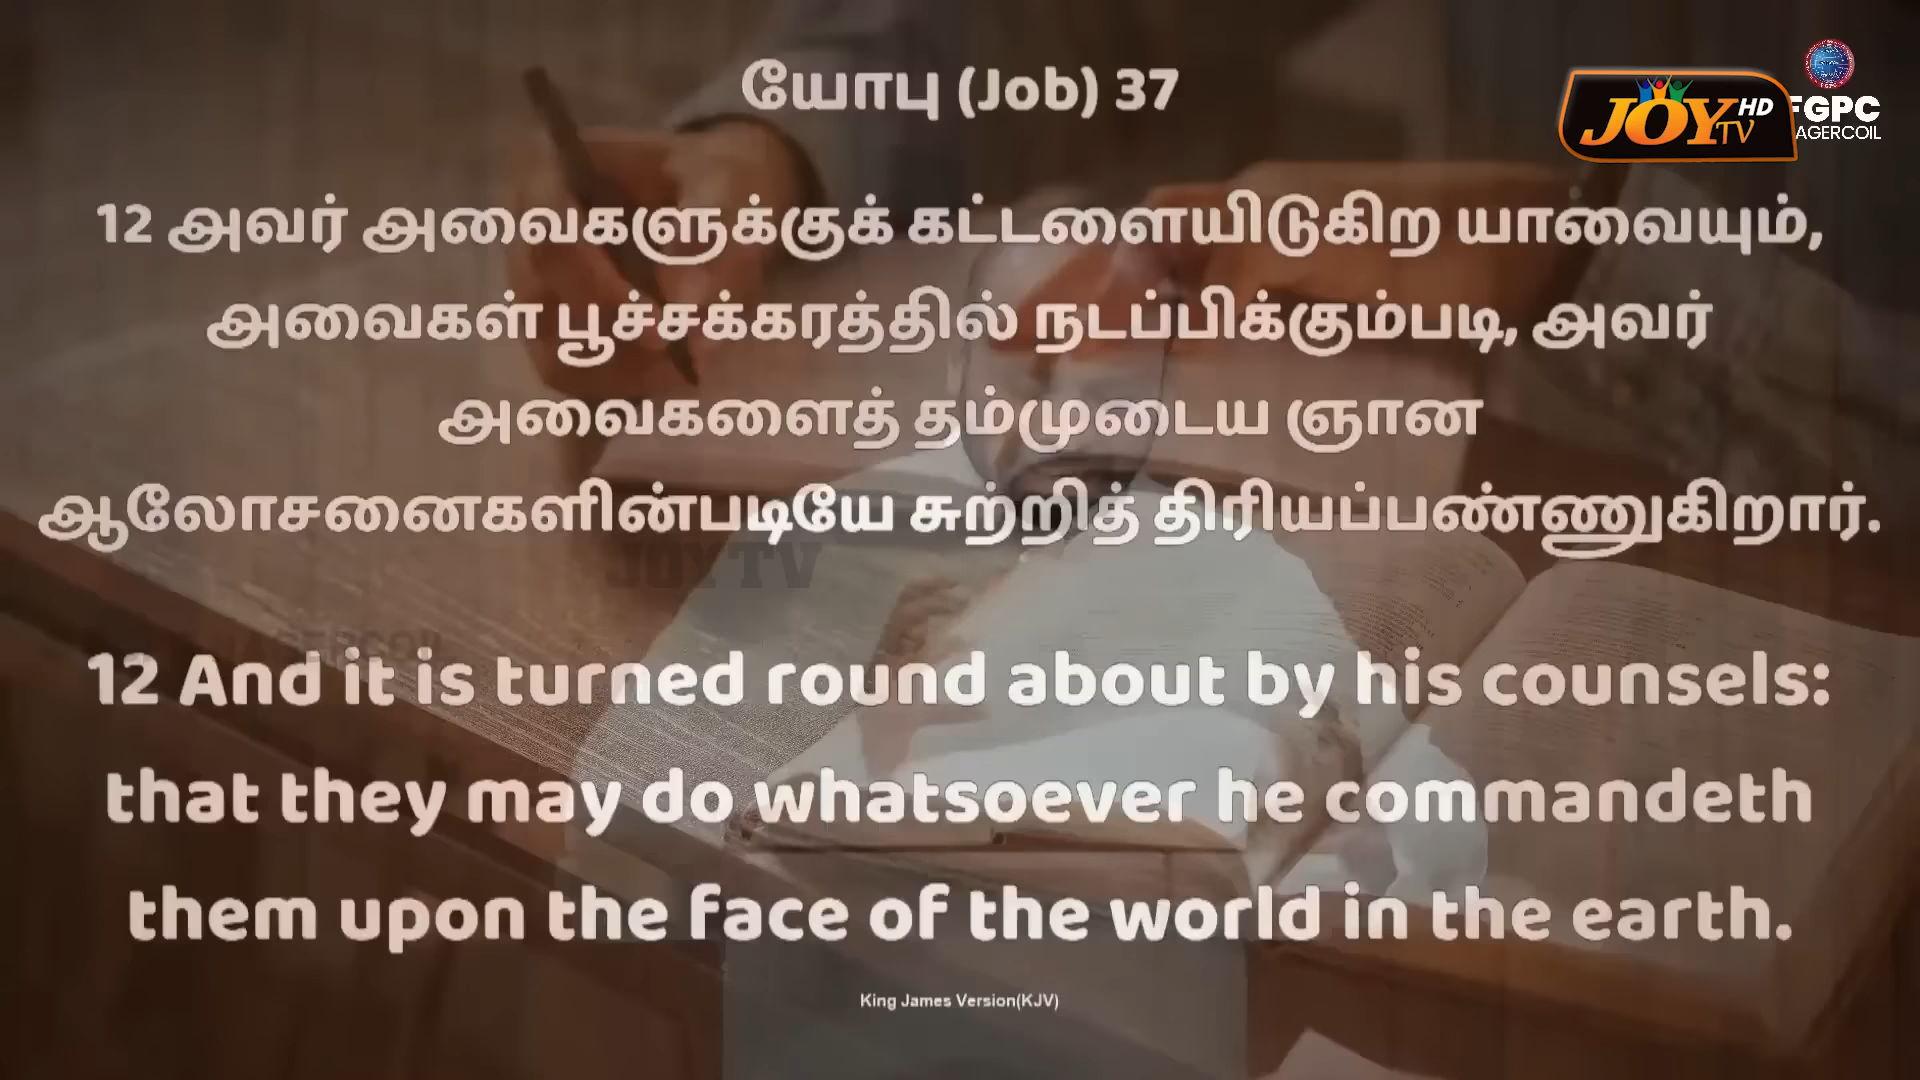 யோபு (Job) 37
JOY TV HD
FGPC
AGERCOIL
12 அவர் அவைகளுக்குக் கட்டளையிடுகிற யாவையும்,
அவைகள் பூச்சக்கரத்தில் நடப்பிக்கும்படி, அவர்
அவைகளைத் தம்முடைய ஞான
ஆலோசனைகளின்படியே சுற்றித் திரியப்பண்ணுகிறார்.
JOY TV
12 And it is turned round about by his counsels:
that they may do whatsoever he commandeth
them upon the face of the world in the earth.
King James Version(KJV)